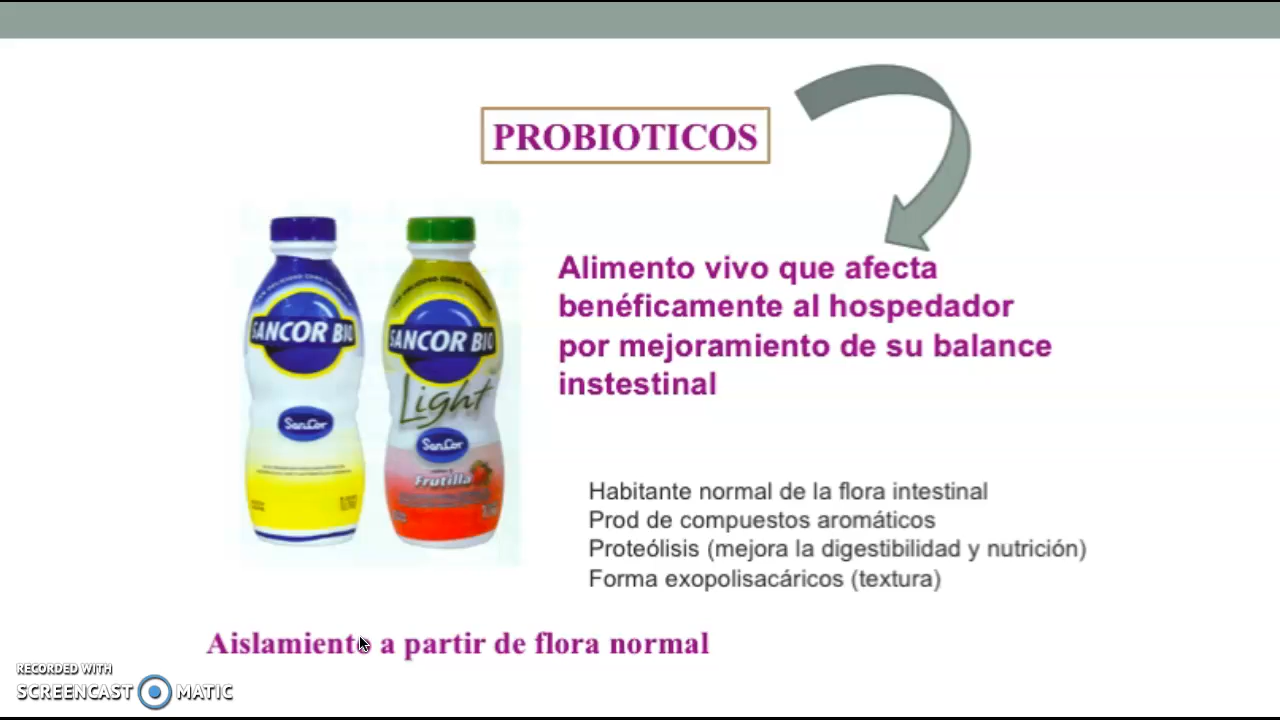 PROBIOTICOS
Alimento vivo que afecta
benéficamente al hospedador
por mejoramiento de su balance
instestinal
SANCOR BIO
SanCor
SANCOR BIO
Light
SanCor
Frutilla
Habitante normal de la flora intestinal
Prod de compuestos aromáticos
Proteólisis (mejora la digestibilidad y nutrición)
Forma exopolisacáricos (textura)
Aislamiento a partir de flora normal
RECORDED WITH
SCREENCAST MATIC